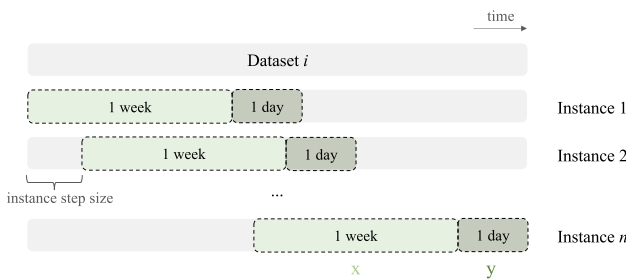 time
Dataset i
1 week 1 day Instance 1
1 week 1 day Instance 2
instance step size
...
1 week 1 day Instance n
x y